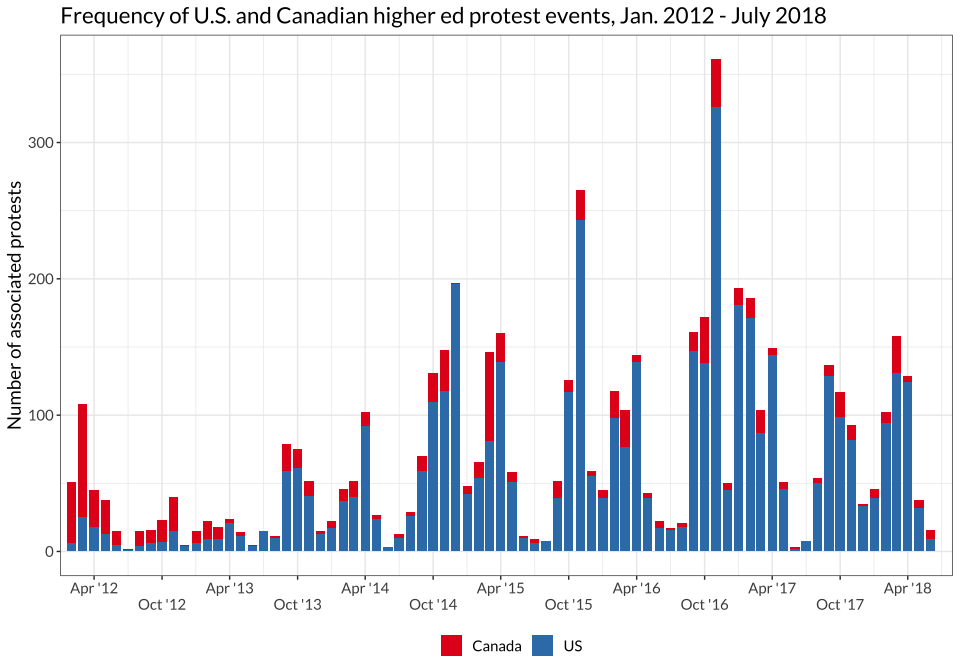 Frequency of U.S. and Canadian higher ed protest events, Jan. 2012 - July 2018
Number of associated protests
300
200
100
0
Apr '12
Oct '12
Apr '13
Oct '13
Apr '14
Oct '14
Apr '15
Oct '15
Apr '16
Oct '16
Apr '17
Oct '17
Apr '18
Canada
US